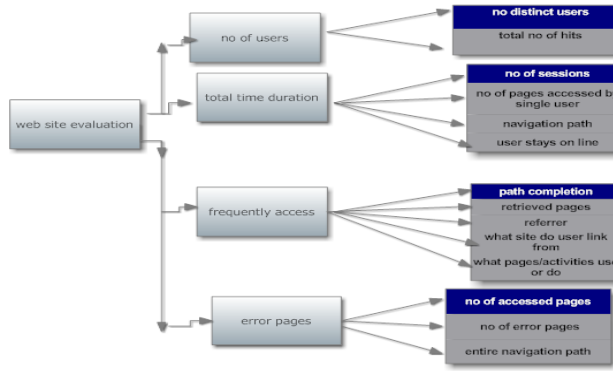 no distinct users
no of users
total no of hits
no of sessions
total time duration
no of pages accessed b
single user
web site evaluation
navigation path
user stays on line
path completion
retrieved pages
frequently access
referrer
what site do user link
from
what pages/activities use
or do
no of accessed pages
error pages
no of error pages
entire navigation path